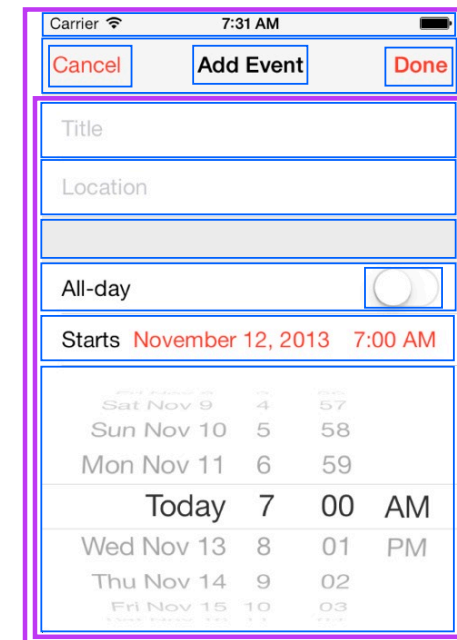 Carrier 7:31 AM
Cancel Add Event Done
Title
Location
All-day
Starts November 12, 2013 7:00 AM
Sat Nov 9 4 57
Sun Nov 10 5 58
Mon Nov 11 6 59
Today 7 00 AM
Wed Nov 13 8 01 PM
Thu Nov 14 9 02
Fri Nov 15 10 03